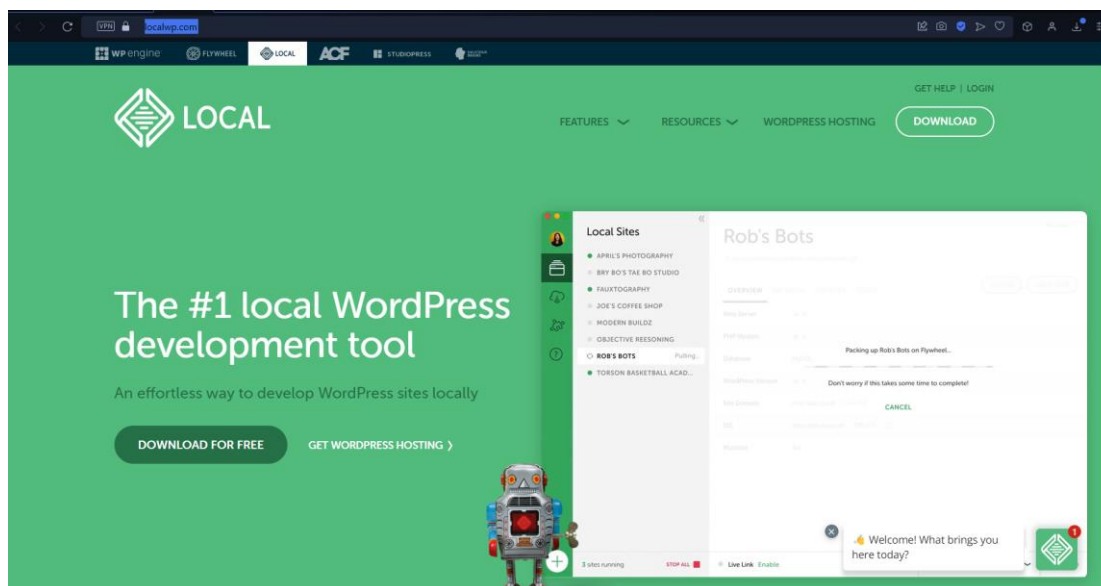 VPN localwp.com
WP engine FLYWHEEL LOCAL ACF STUDIOPRESS
GET HELP | LOGIN
LOCAL
FEATURES RESOURCES WORDPRESS HOSTING DOWNLOAD
The #1 local WordPress
development tool
An effortless way to develop WordPress sites locally
DOWNLOAD FOR FREE GET WORDPRESS HOSTING
Local Sites
APRIL'S PHOTOGRAPHY
BRY BO'S TAE BO STUDIO
FAUXTOGRAPHY
JOE'S COFFEE SHOP
MODERN BUILDZ
OBJECTIVE REESONING
ROB'S BOTS Pulling..
TORSON BASKETBALL ACAD..
3 sites running STOP ALL
Rob's Bots
OVERVIEW
Packing up Rob's Bots on Flywheel...
Don't worry if this takes some time to complete!
CANCEL
Live Link Enable
Welcome! What brings you
here today?
1